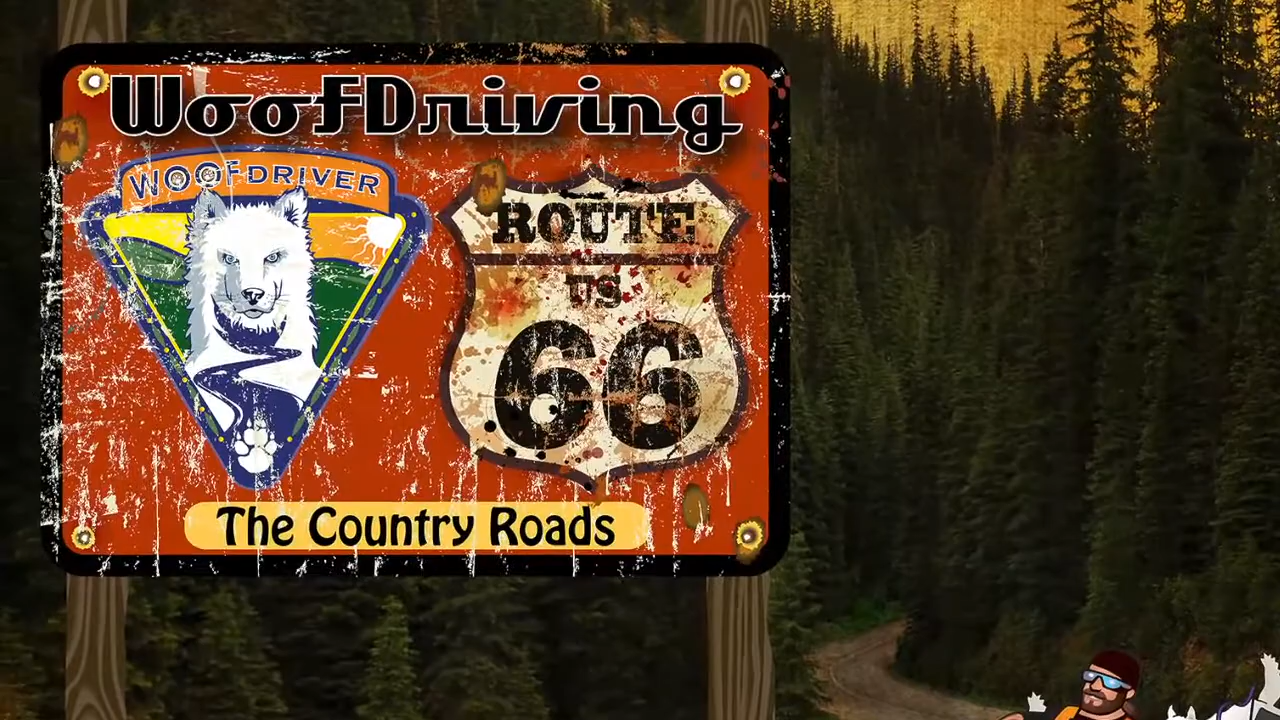 WoofDriving
WOOFDRIVER
ROUTE
US
66
The Country Roads